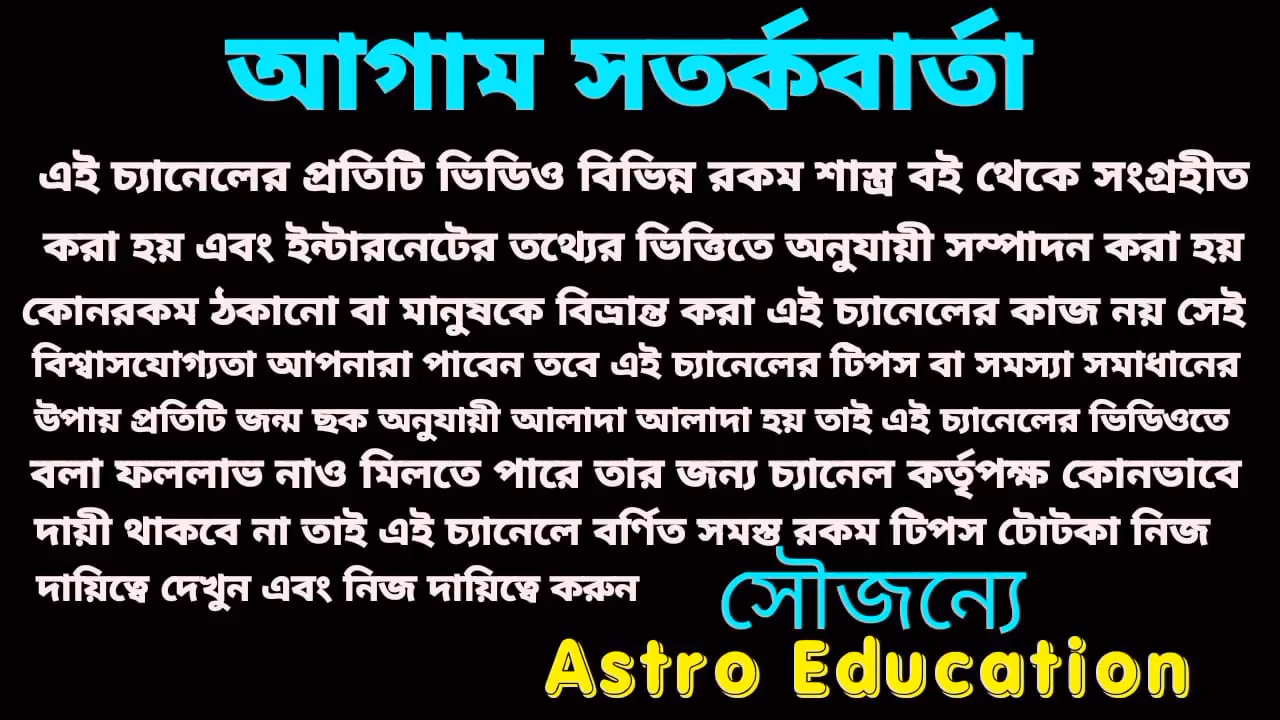 আগাম সতর্কবার্তা
এই চ্যানেলের প্রতিটি ভিডিও বিভিন্ন রকম শাস্ত্র বই থেকে সংগ্রহীত
করা হয় এবং ইন্টারনেটের তথ্যের ভিত্তিতে অনুযায়ী সম্পাদন করা হয়
কোনরকম ঠকানো বা মানুষকে বিভ্রান্ত করা এই চ্যানেলের কাজ নয় সেই
বিশ্বাসযোগ্যতা আপনারা পাবেন তবে এই চ্যানেলের টিপস বা সমস্যা সমাধানের
উপায় প্রতিটি জন্ম ছক অনুযায়ী আলাদা আলাদা হয় তাই এই চ্যানেলের ভিডিওতে
বলা ফললাভ নাও মিলতে পারে তার জন্য চ্যানেল কর্তৃপক্ষ কোনভাবে
দায়ী থাকবে না তাই এই চ্যানেলে বর্ণিত সমস্ত রকম টিপস টোটকা নিজ
দায়িত্বে দেখুন এবং নিজ দায়িত্বে করুন
সৌজন্যে
Astro Education